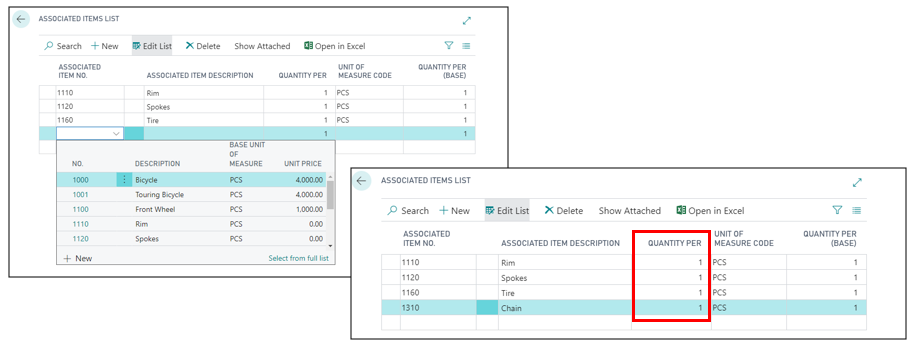 ASSOCIATED ITEMS LIST
Search + New Edit List Delete Show Attached Open in Excel
ASSOCIATED UNIT OF QUANTITY PER
ITEM NO. ASSOCIATED ITEM DESCRIPTION QUANTITY PER MEASURE CODE (BASE)
1110 Rim 1 PCS 1
1120 Spokes 1 PCS 1
1160 Tire 1 PCS 1
1 1
BASE UNIT
OF
NO. DESCRIPTION MEASURE UNIT PRICE
1000 Bicycle PCS 4.000.00
1001 Touring Bicycle PCS 4,000.00
1100 Front Wheel PCS 1,000.00
1110 Rim PCS 0.00
1120 Spokes PCS 0.00
+ New Select from full list
ASSOCIATED ITEMS LIST
Search + New Edit List Delete Show Attached Open in Excel
ASSOCIATED UNIT OF QUANTITY PER
ITEM NO. ASSOCIATED ITEM DESCRIPTION QUANTITY PER MEASURE CODE (BASE)
1110 Rim 1 PCS 1
1120 Spokes 1 PCS 1
1160 Tire 1 PCS 1
1310 Chain 1 PCS 1